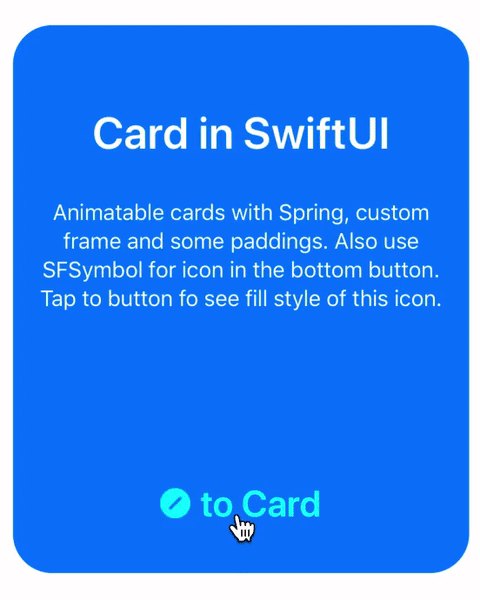 Card in SwiftUI
Animatable cards with Spring, custom
frame and some paddings. Also use
SFSymbol for icon in the bottom button.
Tap to button fo see fill style of this icon.
to Card